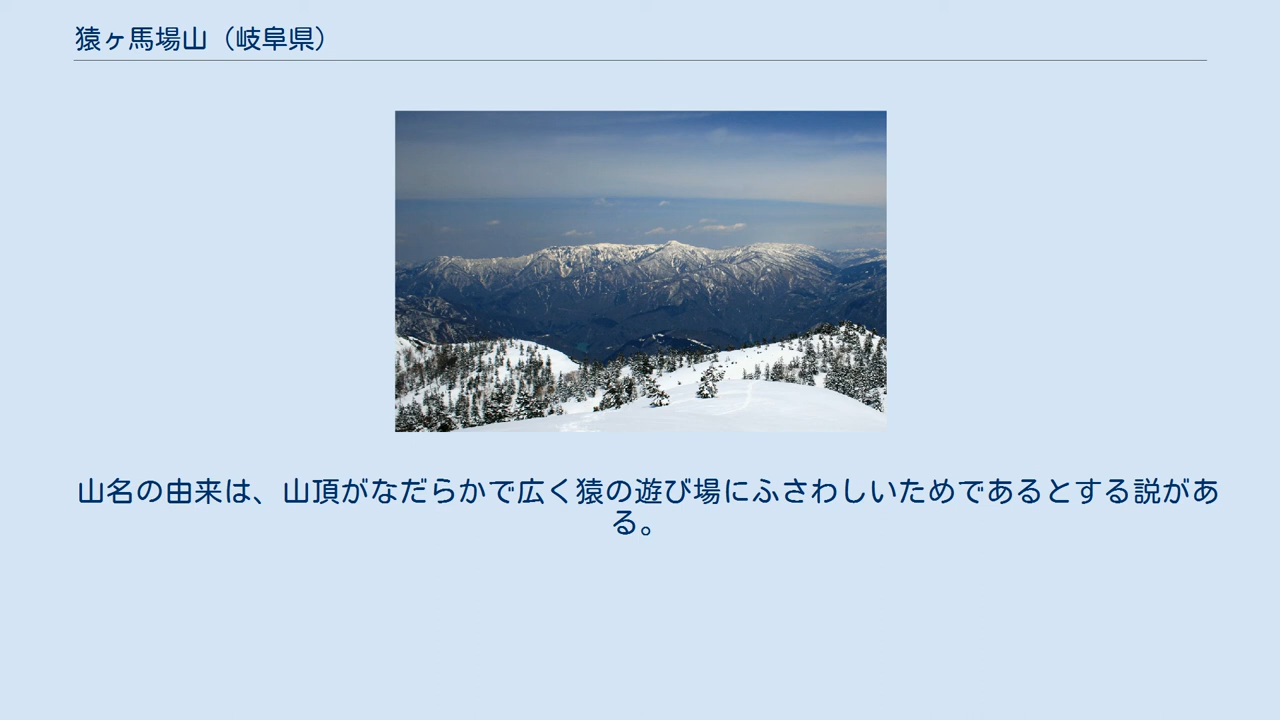 猿ヶ馬場山（岐阜県）
山名の由来は、山頂がなだらかで広く猿の遊び場にふさわしいためであるとする説があ
る。